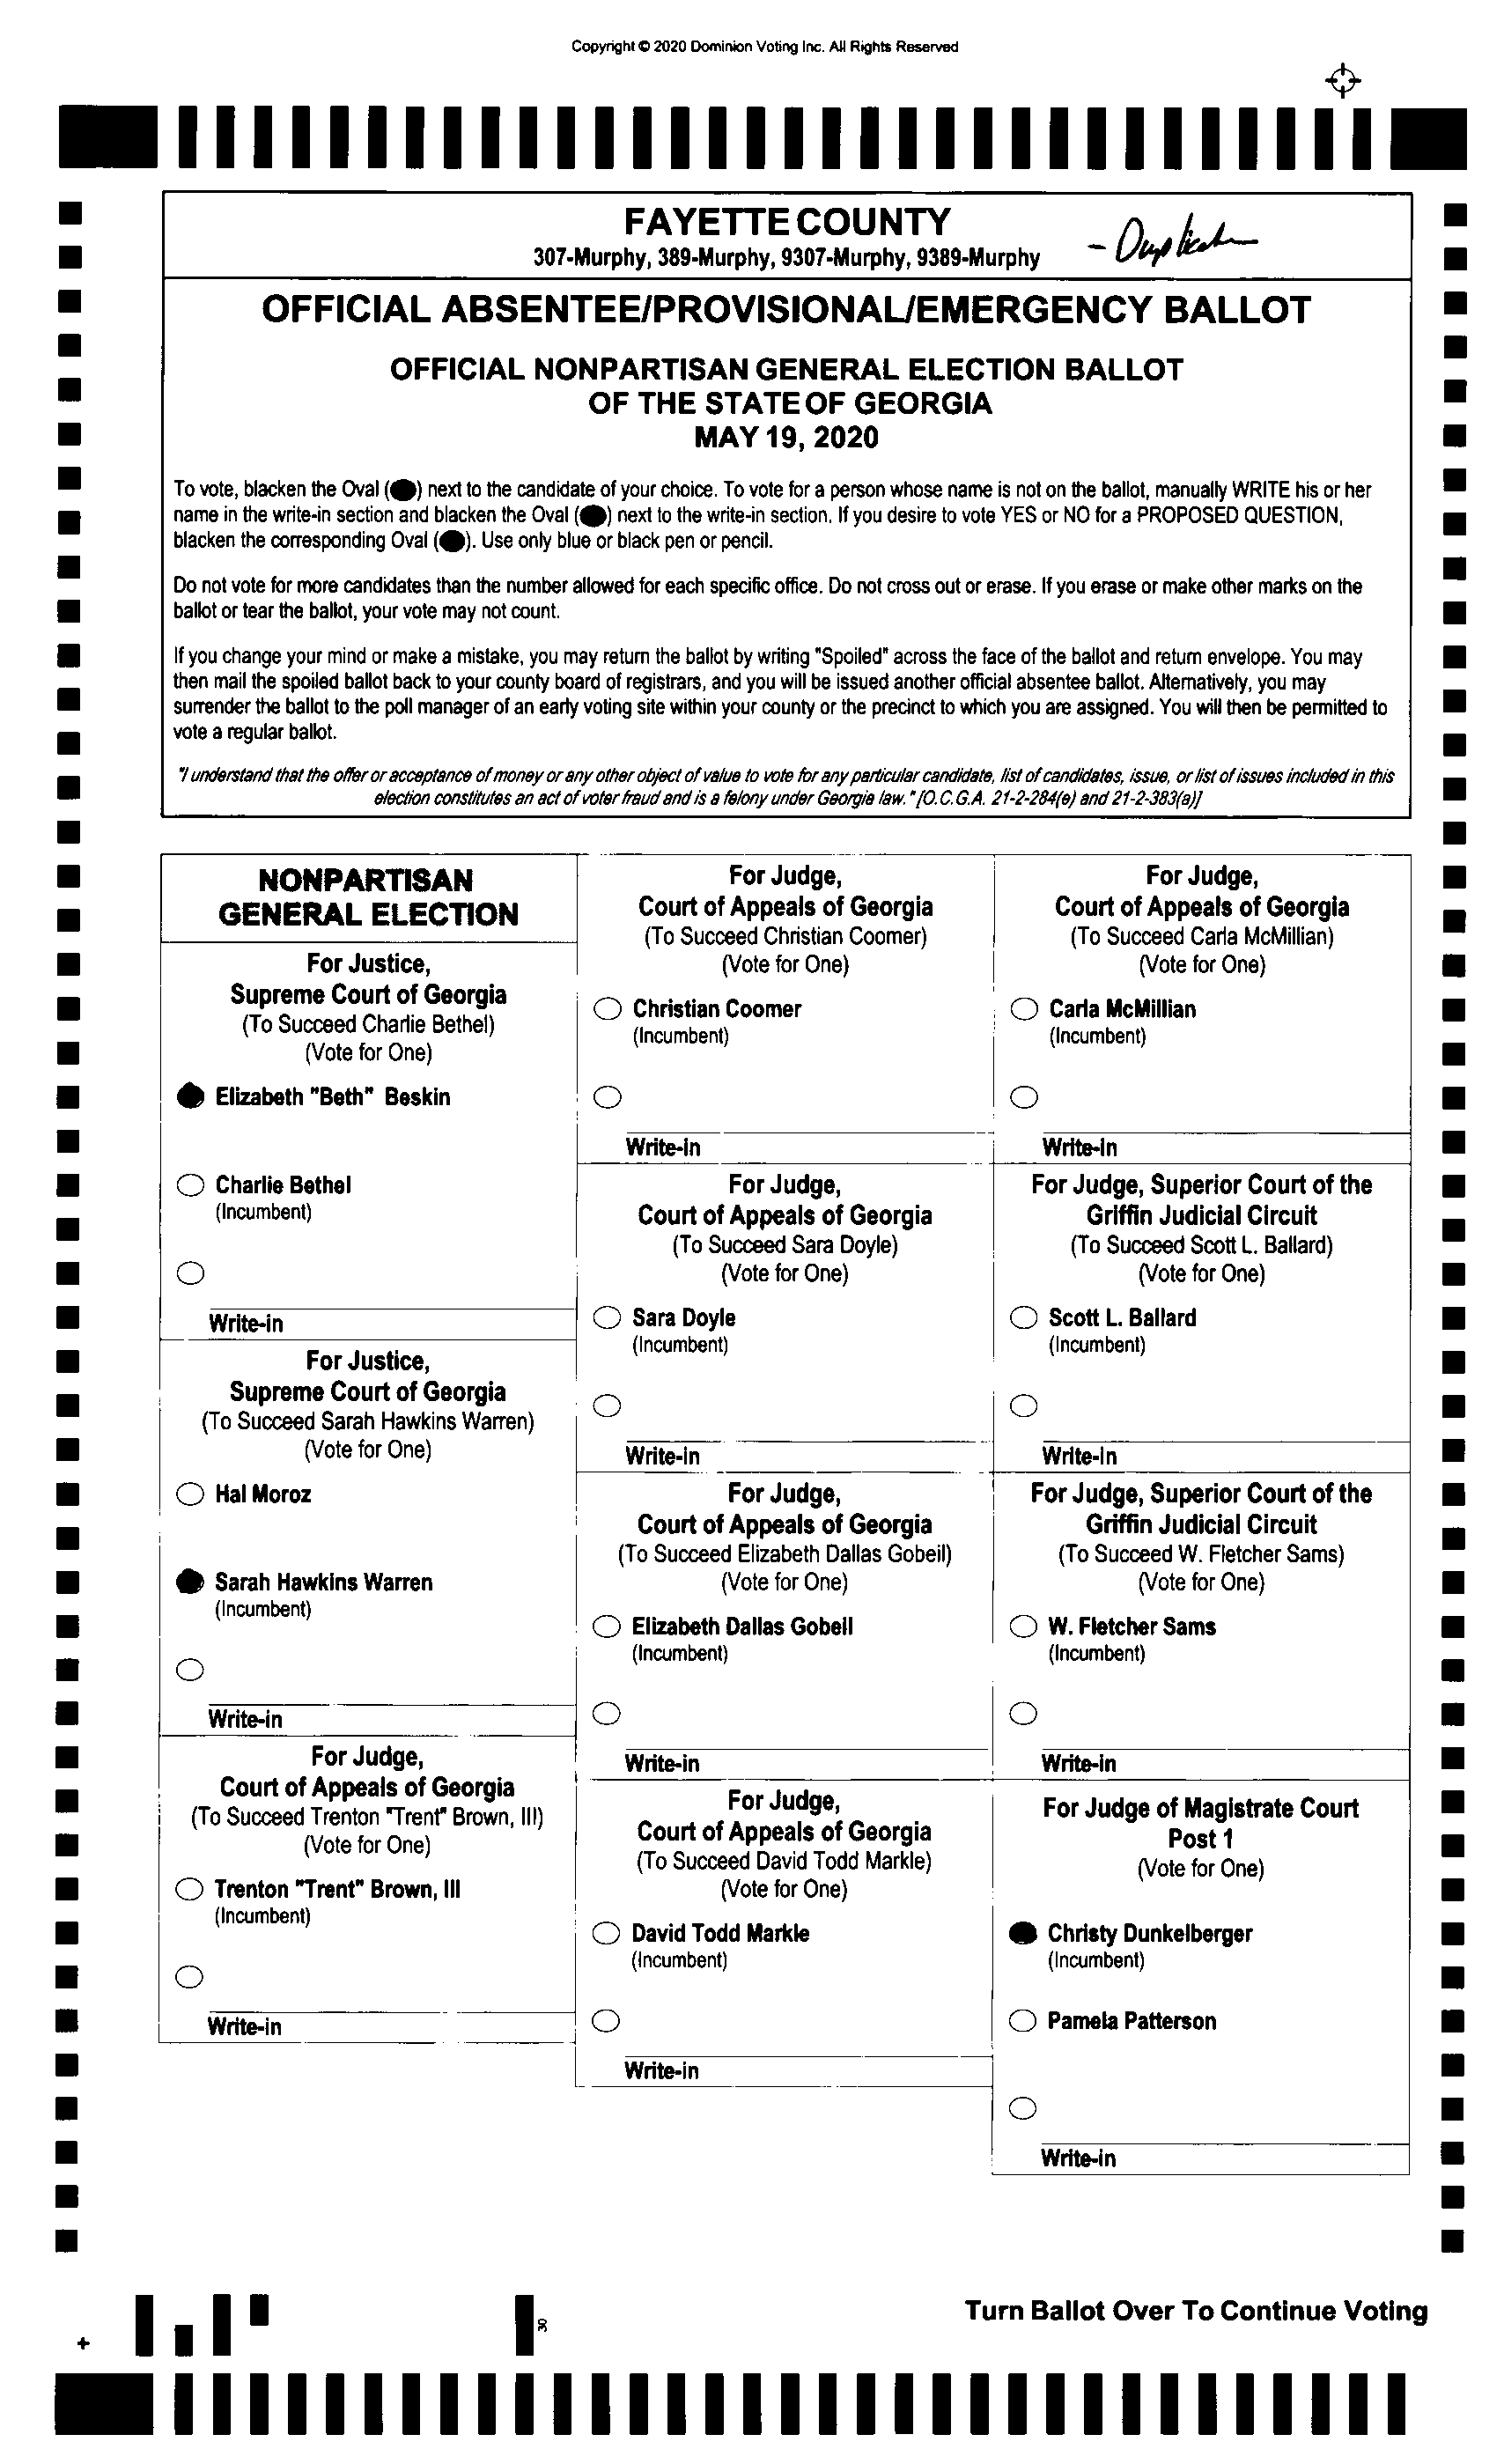 Copyright © 2020 Dominion Voting Inc. All Rights Reserved
FAYETTE COUNTY
307-Murphy, 389-Murphy, 9307-Murphy, 9389-Murphy
- Duplicate
OFFICIAL ABSENTEE/PROVISIONAL/EMERGENCY BALLOT
OFFICIAL NONPARTISAN GENERAL ELECTION BALLOT
OF THE STATE OF GEORGIA
MAY 19, 2020
To vote, blacken the Oval ( ) next to the candidate of your choice. To vote for a person whose name is not on the ballot, manually WRITE his or her
name in the write-in section and blacken the Oval ( ) next to the write-in section. If you desire to vote YES or NO for a PROPOSED QUESTION,
blacken the corresponding Oval ( ). Use only blue or black pen or pencil.
Do not vote for more candidates than the number allowed for each specific office. Do not cross out or erase. If you erase or make other marks on the
ballot or tear the ballot, your vote may not count.
If you change your mind or make a mistake, you may return the ballot by writing "Spoiled" across the face of the ballot and return envelope. You may
then mail the spoiled ballot back to your county board of registrars, and you will be issued another official absentee ballot. Alternatively, you may
surrender the ballot to the poll manager of an early voting site within your county or the precinct to which you are assigned. You will then be permitted to
vote a regular ballot.
"I understand that the offer or acceptance of money or any other object of value to vote for any particular candidate, list of candidates, issue, or list of issues included in this
election constitutes an act of voter fraud and is a felony under Georgia law." [O.C.G.A. 21-2-284(e) and 21-2-383(a)]
NONPARTISAN
GENERAL ELECTION
For Justice,
Supreme Court of Georgia
(To Succeed Charlie Bethel)
(Vote for One)
Elizabeth "Beth" Beskin
Charlie Bethel
(Incumbent)
Write-in
For Justice,
Supreme Court of Georgia
(To Succeed Sarah Hawkins Warren)
(Vote for One)
Hal Moroz
Sarah Hawkins Warren
(Incumbent)
Write-in
For Judge,
Court of Appeals of Georgia
(To Succeed Trenton "Trent" Brown, III)
(Vote for One)
Trenton "Trent" Brown, III
(Incumbent)
Write-in
For Judge,
Court of Appeals of Georgia
(To Succeed Christian Coomer)
(Vote for One)
Christian Coomer
(Incumbent)
Write-in
For Judge,
Court of Appeals of Georgia
(To Succeed Sara Doyle)
(Vote for One)
Sara Doyle
(Incumbent)
Write-in
For Judge,
Court of Appeals of Georgia
(To Succeed Elizabeth Dallas Gobeil)
(Vote for One)
Elizabeth Dallas Gobeil
(Incumbent)
Write-in
For Judge,
Court of Appeals of Georgia
(To Succeed David Todd Markle)
(Vote for One)
David Todd Markle
(Incumbent)
Write-in
For Judge,
Court of Appeals of Georgia
(To Succeed Carla McMillian)
(Vote for One)
Carla McMillian
(Incumbent)
Write-in
For Judge, Superior Court of the
Griffin Judicial Circuit
(To Succeed Scott L. Ballard)
(Vote for One)
Scott L. Ballard
(Incumbent)
Write-in
For Judge, Superior Court of the
Griffin Judicial Circuit
(To Succeed W. Fletcher Sams)
(Vote for One)
W. Fletcher Sams
(Incumbent)
Write-in
For Judge of Magistrate Court
Post 1
(Vote for One)
Christy Dunkelberger
(Incumbent)
Pamela Patterson
Write-in
Turn Ballot Over To Continue Voting
30